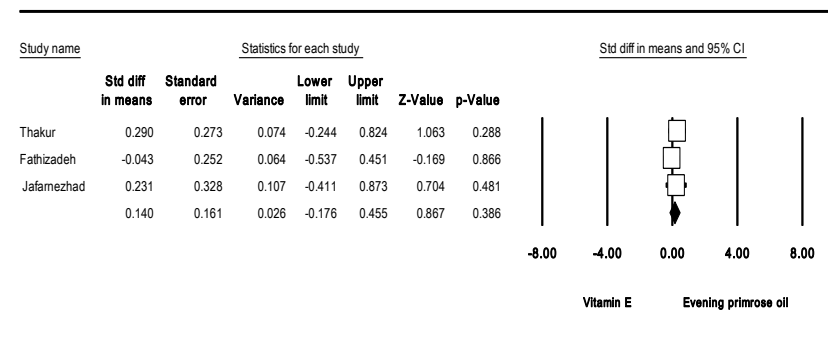 Study name Statistics for each study Std diff in means and 95% CI
Std diff Standard Lower Upper
in means error Variance limit limit Z-Value p-Value
Thakur 0.290 0.273 0.074 -0.244 0.824 1.063 0.288
Fathizadeh -0.043 0.252 0.064 -0.537 0.451 -0.169 0.866
Jafarnezhad 0.231 0.328 0.107 -0.411 0.873 0.704 0.481
0.140 0.161 0.026 -0.176 0.455 0.867 0.386
-8.00 -4.00 0.00 4.00 8.00
Vitamin E Evening primrose oil